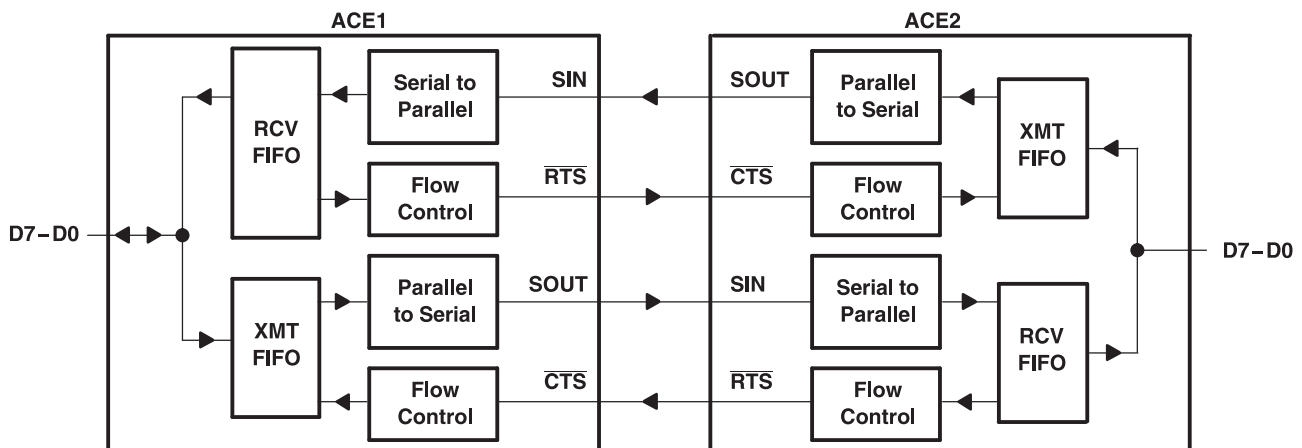 ACE1
ACE2
Serial to
Parallel
SIN
SOUT
Parallel
to Serial
RCV
FIFO
XMT
FIFO
Flow
Control
RTS
CTS
Flow
Control
D7–D0
D7–D0
Parallel
to Serial
SOUT
SIN
Serial to
Parallel
XMT
FIFO
RCV
FIFO
Flow
Control
CTS
RTS
Flow
Control